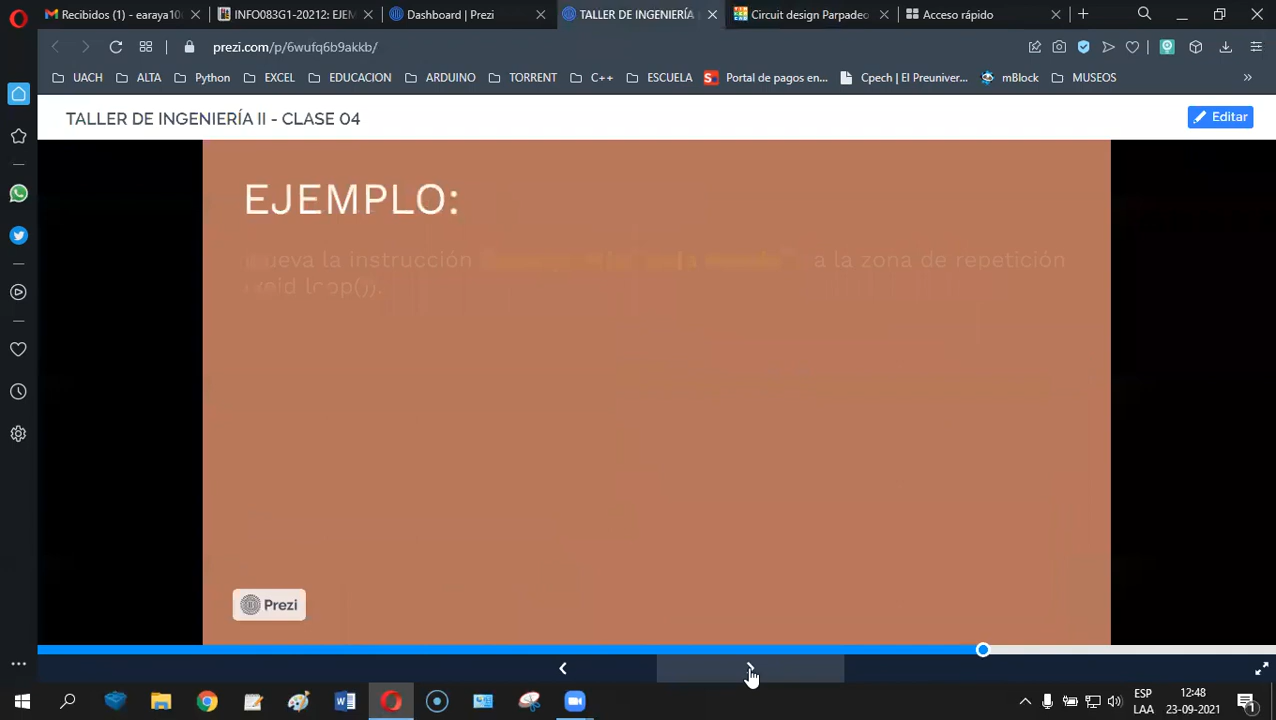 Recibidos (1) - earaya10
INFO083G1-20212: EJEM
Dashboard | Prezi
TALLER DE INGENIERÍA
Circuit design Parpadeo
Acceso rápido
prezi.com/p/6wufq6b9akkb/
UACH
ALTA
Python
EXCEL
EDUCACION
ARDUINO
TORRENT
C++
ESCUELA
Portal de pagos en...
Cpech | El Preuniver...
mBlock
MUSEOS
»
TALLER DE INGENIERÍA II - CLASE 04
Editar
EJEMPLO:
la instrucción a la zona de repetición
Prezi
ESP
LAA
12:48
23-09-2021
1